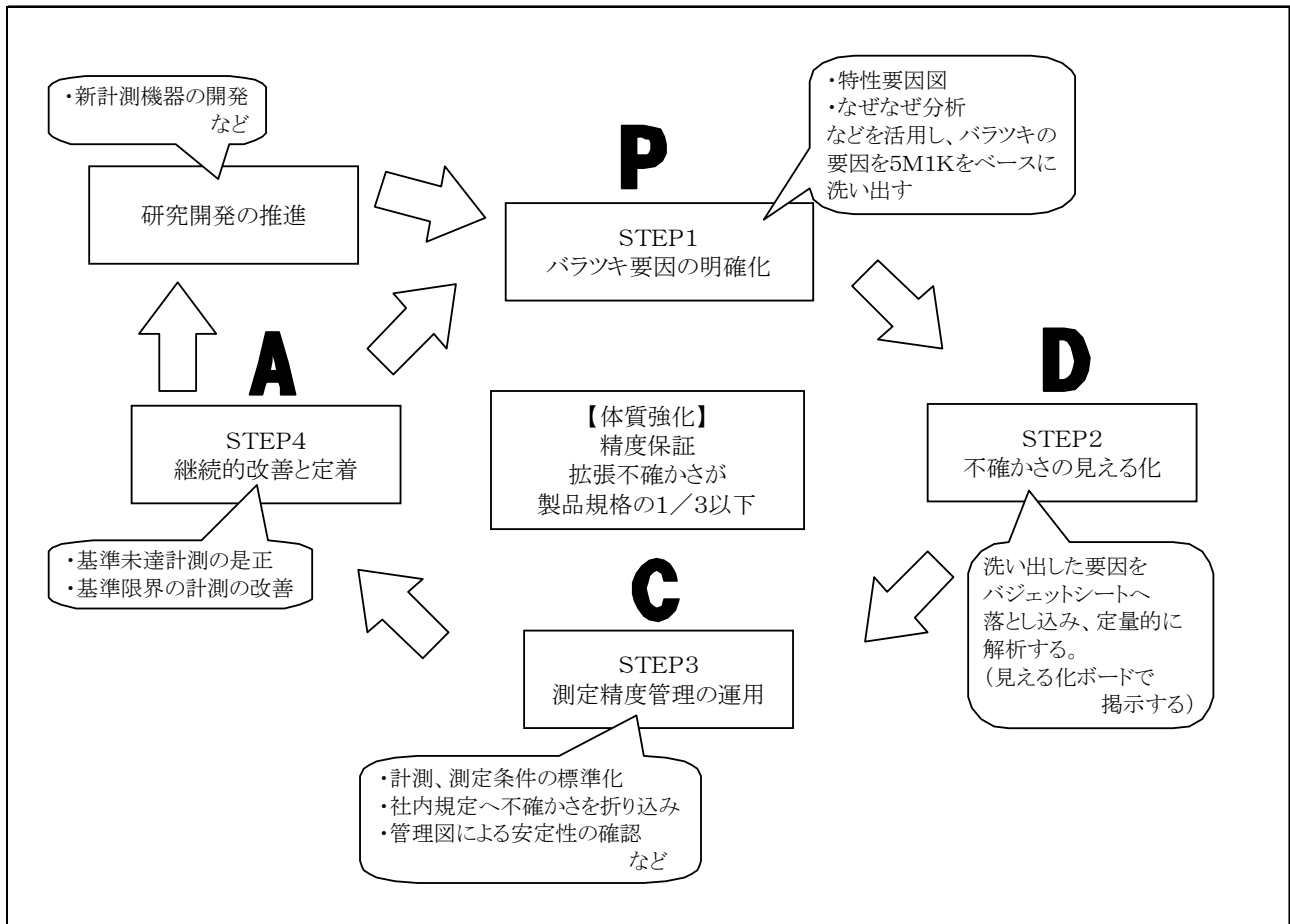 ・新計測機器の開発
など
研究開発の推進
P
STEP1
バラツキ要因の明確化
・特性要因図
・なぜなぜ分析
などを活用し、バラツキの
要因を5M1Kをベースに
洗い出す
D
STEP2
不確かさの見える化
洗い出した要因を
バジェットシートへ
落とし込み、定量的に
解析する。
（見える化ボードで
掲示する）
【体質強化】
精度保証
拡張不確かさが
製品規格の1／3以下
C
STEP3
測定精度管理の運用
・計測、測定条件の標準化
・社内規定へ不確かさを折り込み
・管理図による安定性の確認
など
A
STEP4
継続的改善と定着
・基準未達計測の是正
・基準限界の計測の改善